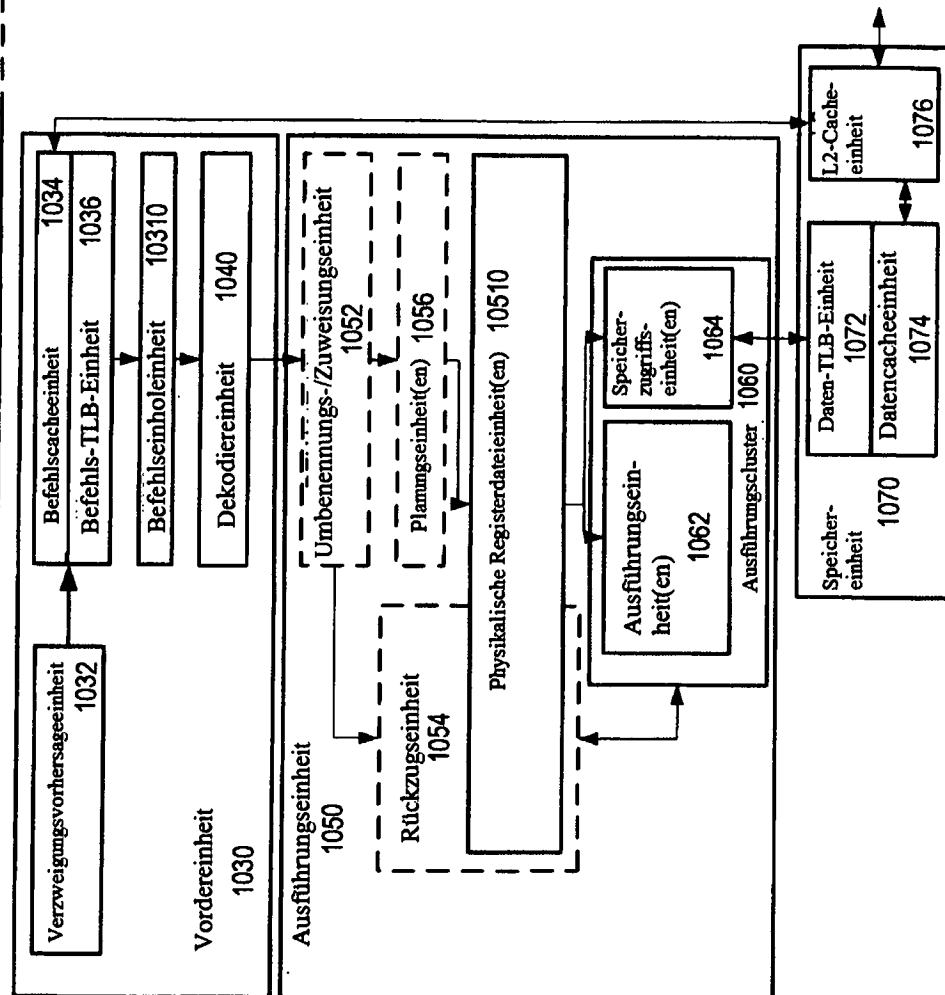 Verzweigungsvorhersageeinheit
1032
Befehlscacheeinheit
1034
Befehls-TLB-Einheit
1036
Befehlseinholeinheit
10310
Dekodiereinheit
1040
Vordereinheit
1030
Ausführungseinheit
1050
Umbenennungs-/Zuweisungseinheit
1052
Rückzugseinheit
1054
Planungseinheit(en)
1056
Physikalische Registerdateieinheit(en)
10510
Ausführungsein-
heit(en)
1062
Speicher-
zugriffs-
einheit(en)
1064
Ausführungscluster
1060
Speicher-
einheit
1070
Daten-TLB-Einheit
1072
Datencacheeinheit
1074
L2-Cache-
einheit
1076